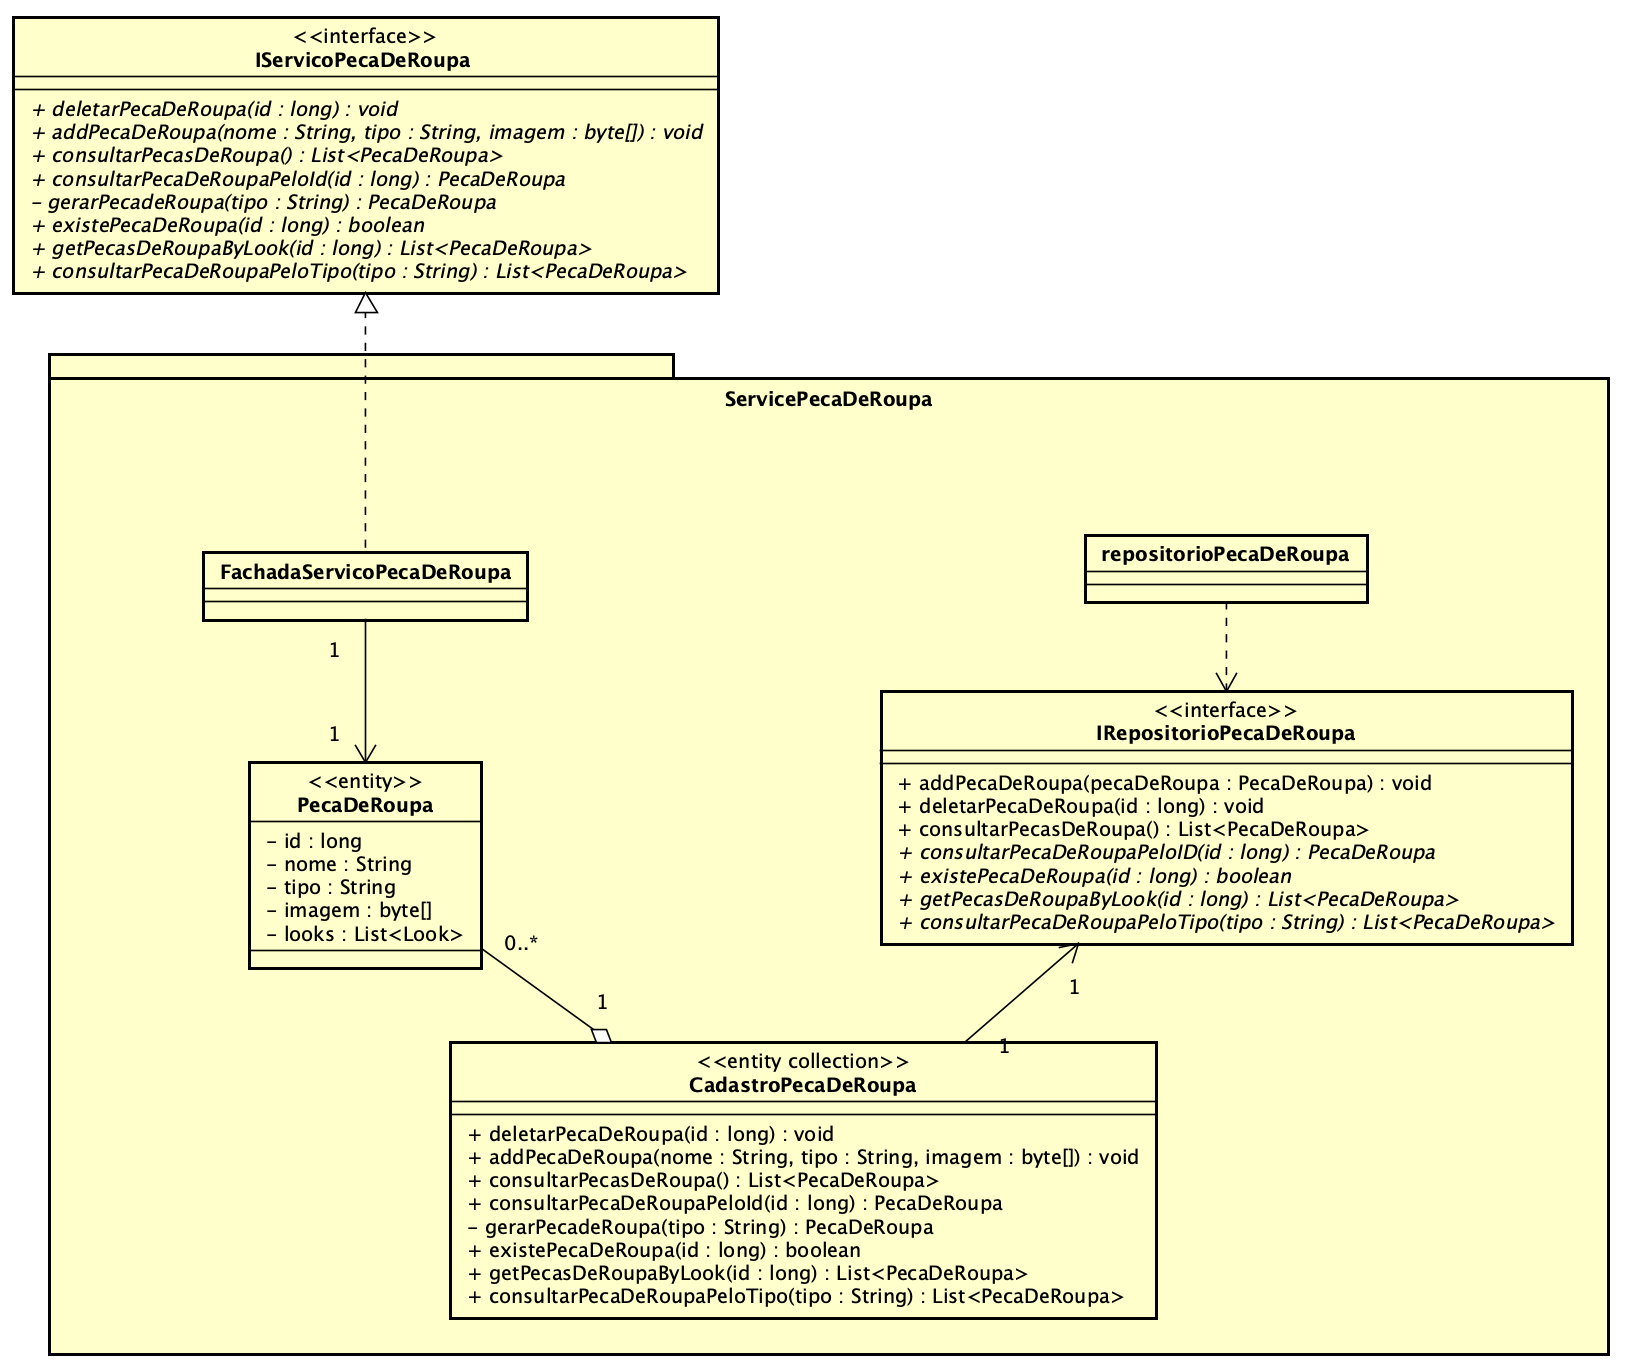 <<interface>>
IServicoPecaDeRoupa
+ deletarPecaDeRoupa(id : long) : void
+ addPecaDeRoupa(nome : String, tipo : String, imagem : byte[]) : void
+ consultarPecasDeRoupa() : List<PecaDeRoupa>
+ consultarPecaDeRoupaPeloId(id : long) : PecaDeRoupa
- gerarPecadeRoupa(tipo : String) : PecaDeRoupa
+ existePecaDeRoupa(id : long) : boolean
+ getPecasDeRoupaByLook(id : long) : List<PecaDeRoupa>
+ consultarPecaDeRoupaPeloTipo(tipo : String) : List<PecaDeRoupa>
ServicePecaDeRoupa
FachadaServicoPecaDeRoupa
repositorioPecaDeRoupa
1
1
<<interface>>
IRepositorioPecaDeRoupa
+ addPecaDeRoupa(pecaDeRoupa : PecaDeRoupa) : void
+ deletarPecaDeRoupa(id : long) : void
+ consultarPecasDeRoupa() : List<PecaDeRoupa>
+ consultarPecaDeRoupaPeloID(id : long) : PecaDeRoupa
+ existePecaDeRoupa(id : long) : boolean
+ getPecasDeRoupaByLook(id : long) : List<PecaDeRoupa>
+ consultarPecaDeRoupaPeloTipo(tipo : String) : List<PecaDeRoupa>
<<entity>>
PecaDeRoupa
- id : long
- nome : String
- tipo : String
- imagem : byte[]
- looks : List<Look>
0..*
1
1
1
<<entity collection>>
CadastroPecaDeRoupa
+ deletarPecaDeRoupa(id : long) : void
+ addPecaDeRoupa(nome : String, tipo : String, imagem : byte[]) : void
+ consultarPecasDeRoupa() : List<PecaDeRoupa>
+ consultarPecaDeRoupaPeloId(id : long) : PecaDeRoupa
- gerarPecadeRoupa(tipo : String) : PecaDeRoupa
+ existePecaDeRoupa(id : long) : boolean
+ getPecasDeRoupaByLook(id : long) : List<PecaDeRoupa>
+ consultarPecaDeRoupaPeloTipo(tipo : String) : List<PecaDeRoupa>